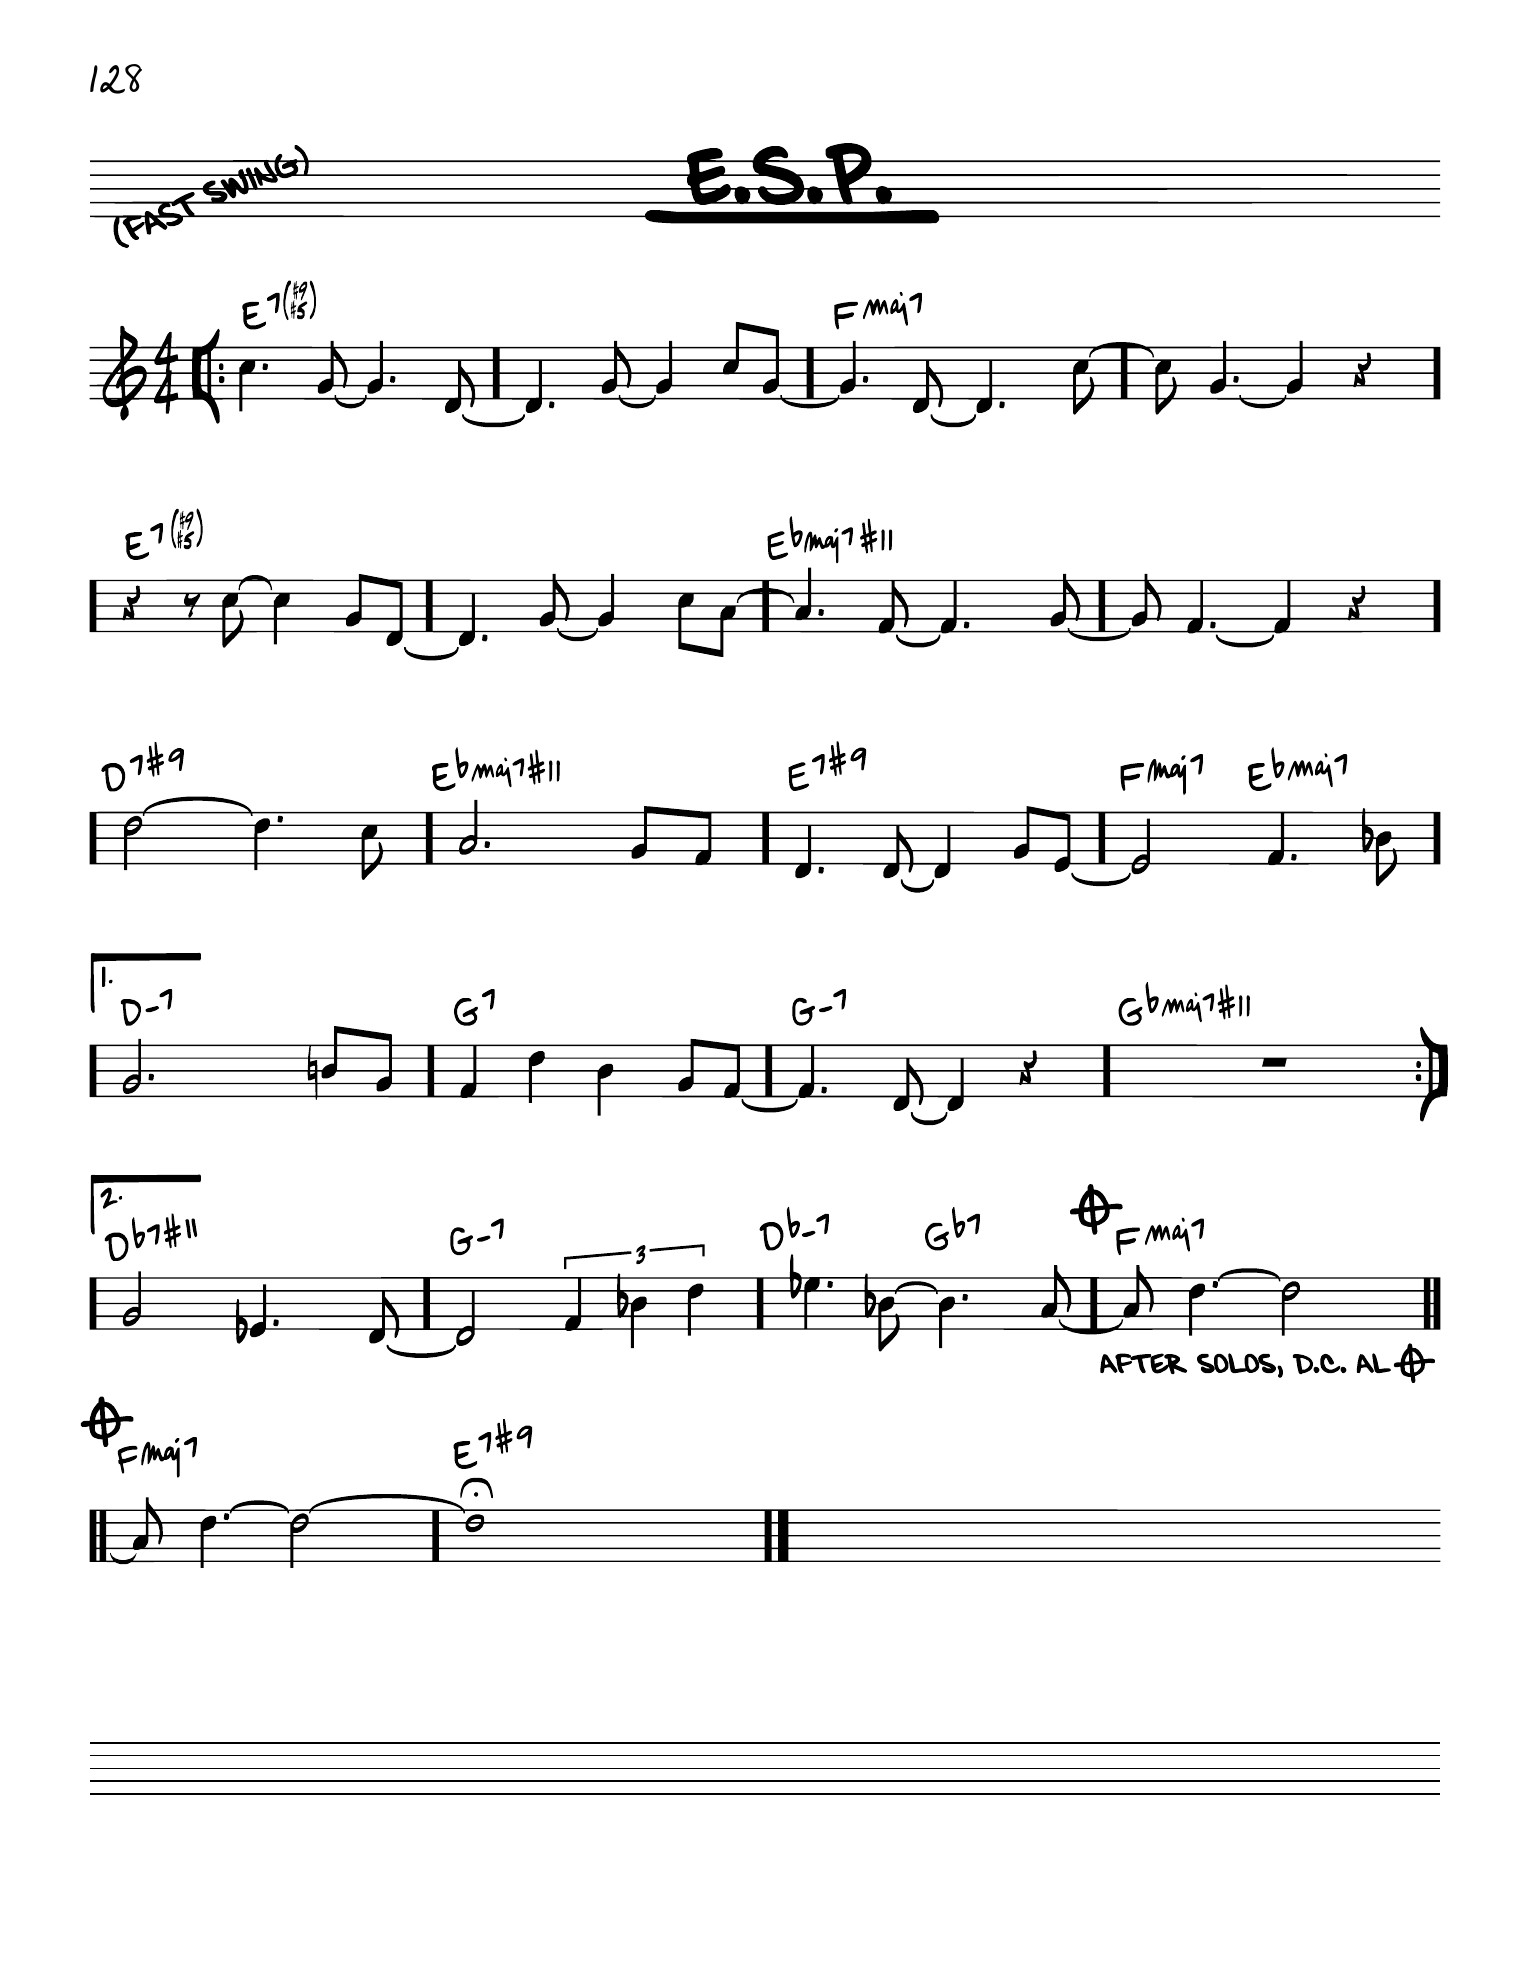 128
(FAST SWING)
E.S.P.
E7(#9#5) Fmaj7
4
4
E7(#9#5) Ebmaj7#11
D7#9 Ebmaj7#11 E7#9 Fmaj7 Ebmaj7
1.
D-7 G7 G-7 Gbmaj7#11
2.
Db7#11 G-7 Db-7 Gb7 Fmaj7
3
AFTER SOLOS, D.C. AL
Fmaj7 E7#9